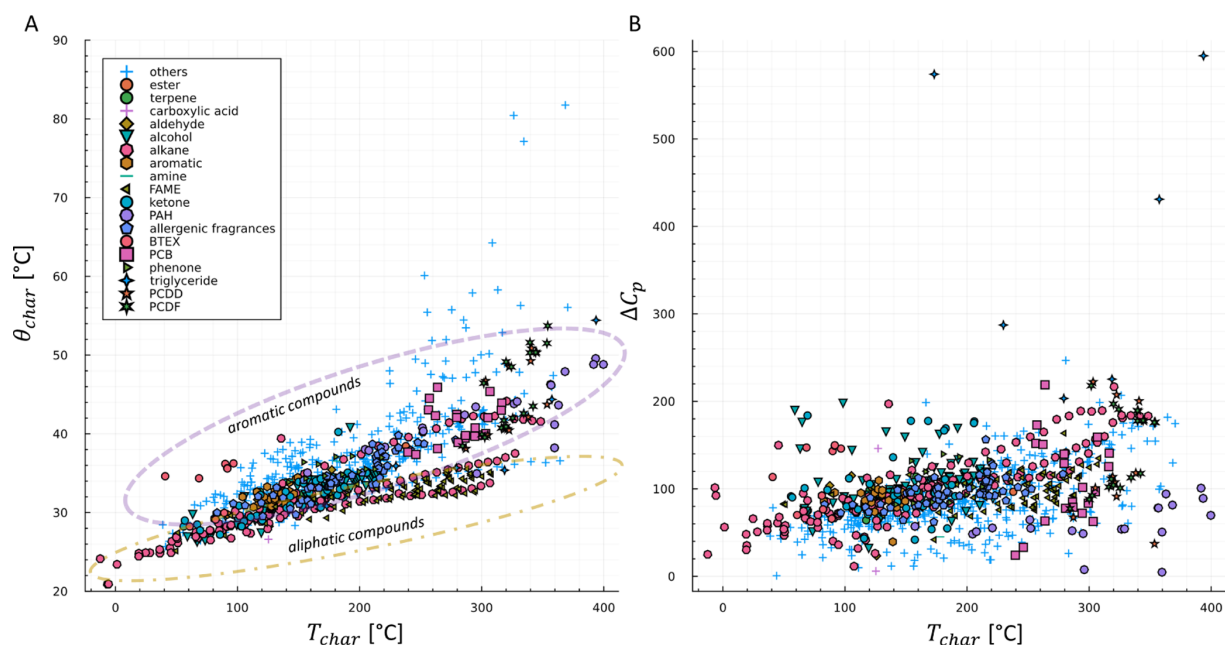 A
90
80
70
60
50
40
30
20
θchar [°C]
others
ester
terpene
carboxylic acid
aldehyde
alcohol
alkane
aromatic
amine
FAME
ketone
PAH
allergenic fragrances
BTEX
PCB
phenone
triglyceride
PCDD
PCDF
aromatic compounds
aliphatic compounds
0 100 200 300 400
Tchar [°C]
B
600
500
400
300
200
100
0
ΔCp
0 100 200 300 400
Tchar [°C]